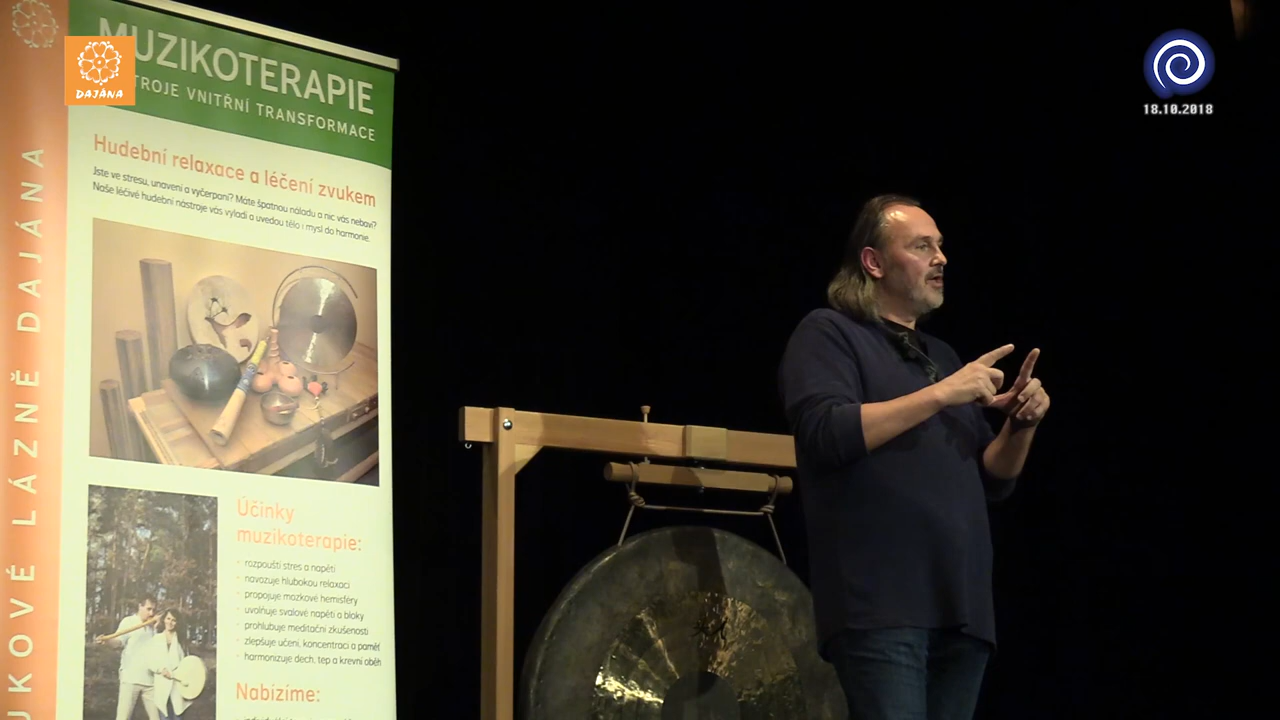 MUZIKOTERAPIE
TROJE VNITŘNÍ TRANSFORMACE
DAJÁNA
18.10.2018
Hudební relaxace a léčení zvukem
Jste ve stresu, unavení a vyčerpaní? Máte špatnou náladu a nic vás nebaví?
Naše léčivé hudební nástroje vás vyladí a uvedou tělo i mysl do harmonie.
UKOVÉ LÁZNĚ DAJÁNA
Účinky
muzikoterapie:
rozpouští stres a napětí
navozuje hlubokou relaxaci
propojuje mozkové hemisféry
uvolňuje svalové napětí a bloky
prohlubuje meditační zkušenosti
zlepšuje učení, koncentraci a paměť
harmonizuje dech, tep a krevní oběh
Nabízíme: